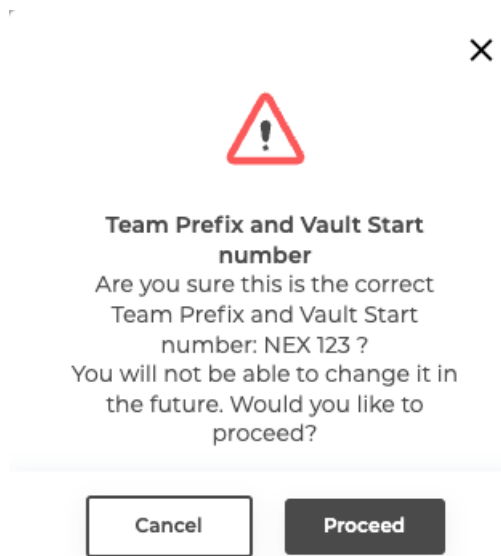 Team Prefix and Vault Start
number
Are you sure this is the correct
Team Prefix and Vault Start
number: NEX 123 ?
You will not be able to change it in
the future. Would you like to
proceed?
Cancel
Proceed